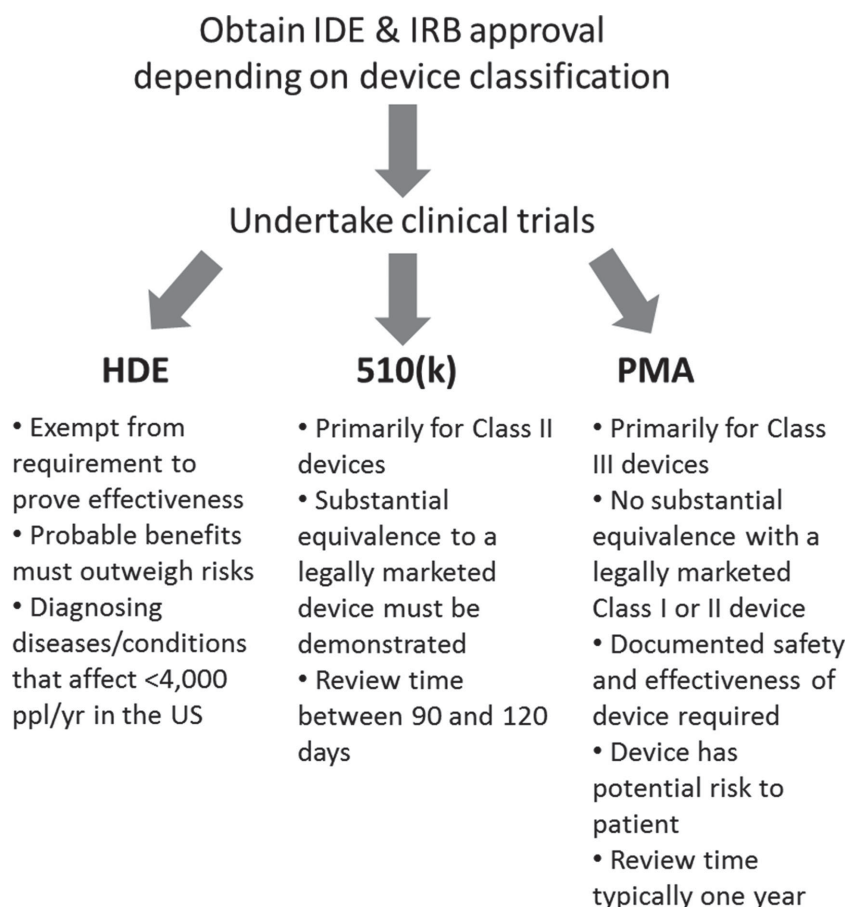 Obtain IDE & IRB approval
depending on device classification
Undertake clinical trials
HDE
• Exempt from
requirement to
prove effectiveness
• Probable benefits
must outweigh risks
• Diagnosing
diseases/conditions
that affect <4,000
ppl/yr in the US
510(k)
• Primarily for Class II
devices
• Substantial
equivalence to a
legally marketed
device must be
demonstrated
• Review time
between 90 and 120
days
PMA
• Primarily for Class
III devices
• No substantial
equivalence with a
legally marketed
Class I or II device
• Documented safety
and effectiveness of
device required
• Device has
potential risk to
patient
• Review time
typically one year